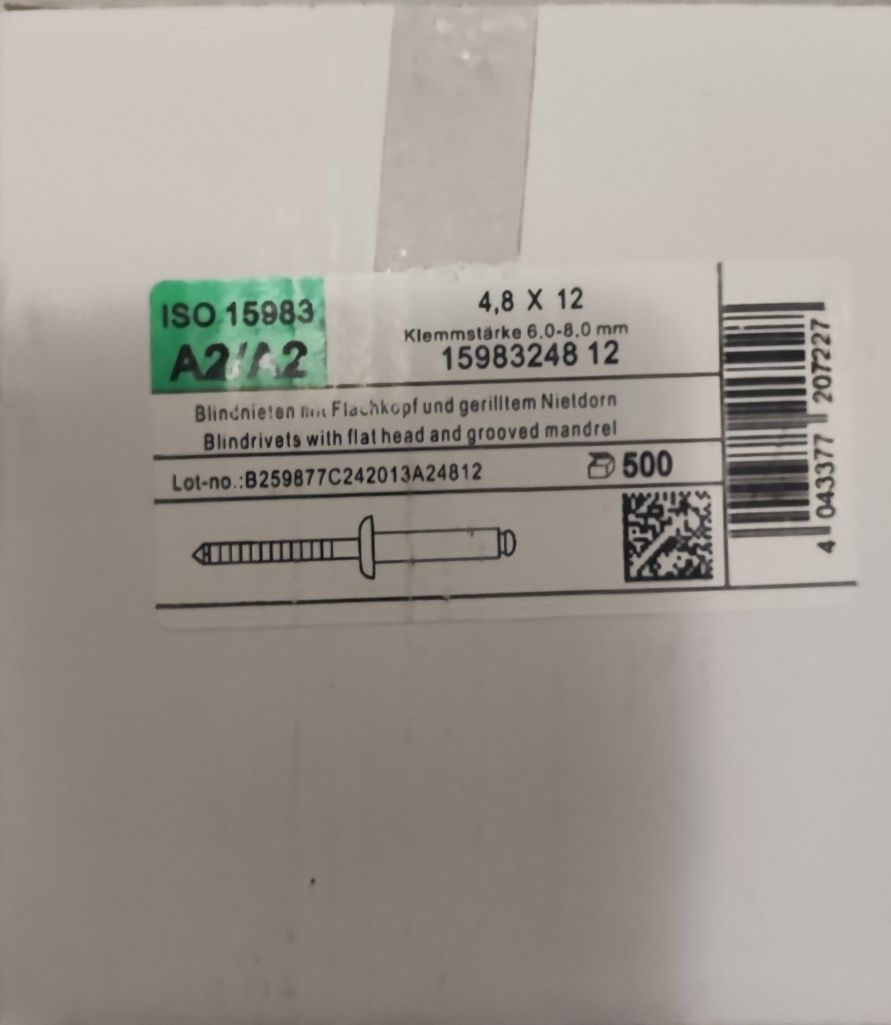 ISO 15983
A2/A2
4,8 X 12
Klemmstärke 6,0-8,0 mm
15983248 12
Blindnieten mit Flachkopf und gerilltem Nietdorn
Blindrivets with flat head and grooved mandrel
Lot-no.:B259877C242013A24812
500
4 043377 207227